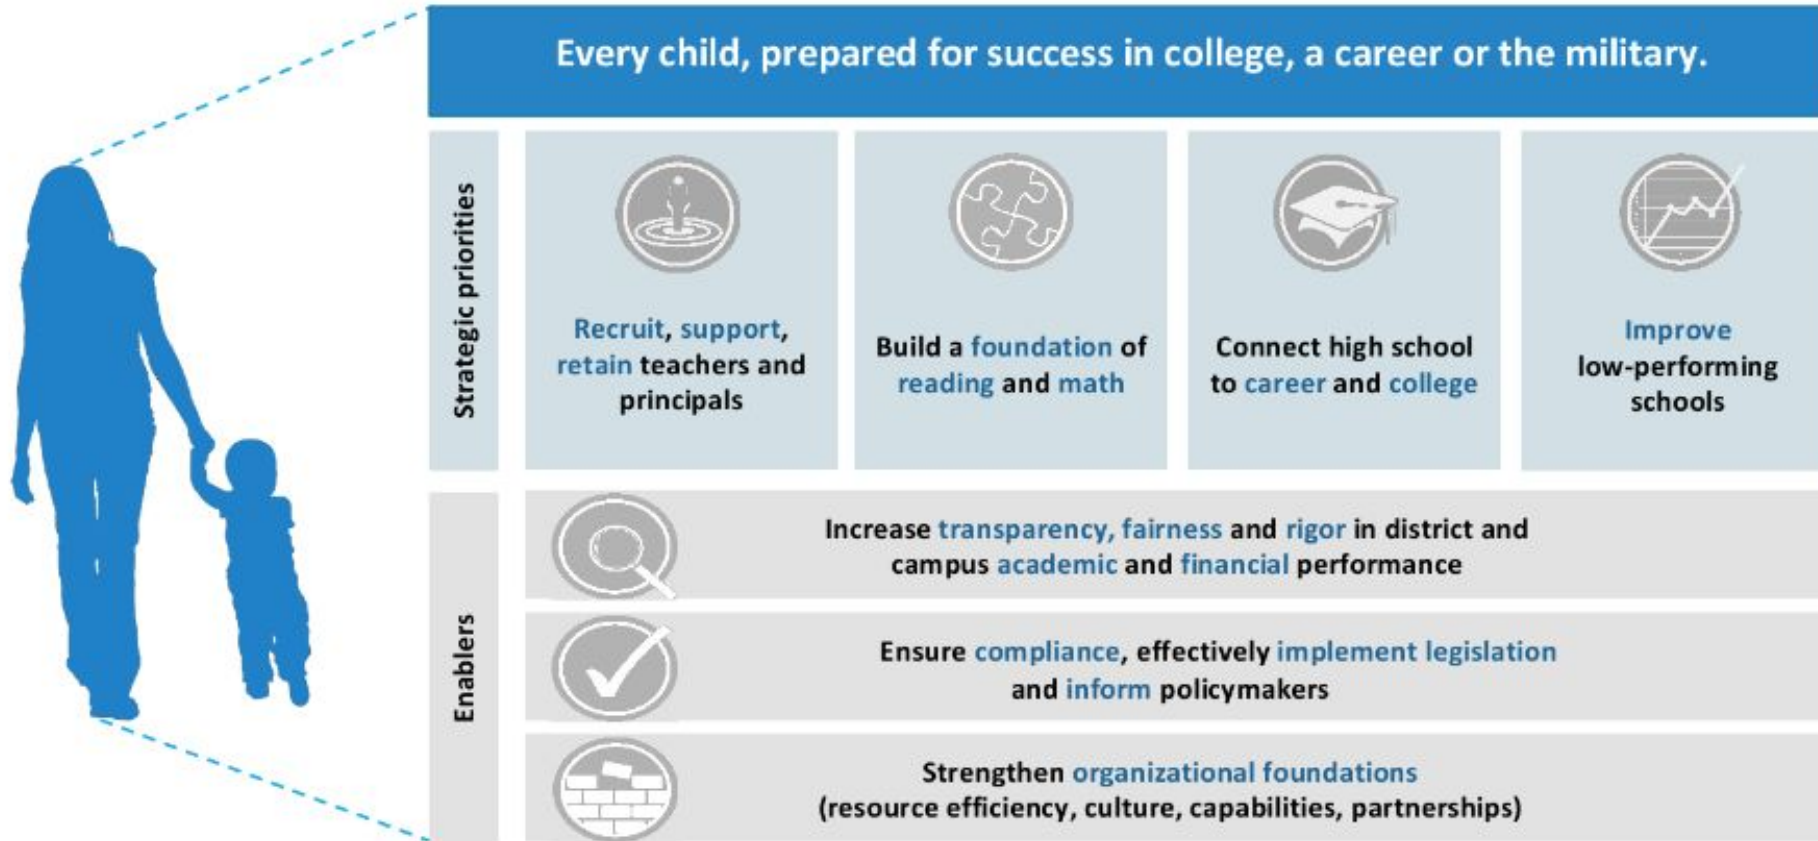 Every child, prepared for success in college, a career or the military.
Strategic priorities
Recruit, support,
retain teachers and
principals
Build a foundation of
reading and math
Connect high school
to career and college
Improve
low-performing
schools
Enablers
Increase transparency, fairness and rigor in district and
campus academic and financial performance
Ensure compliance, effectively implement legislation
and inform policymakers
Strengthen organizational foundations
(resource efficiency, culture, capabilities, partnerships)